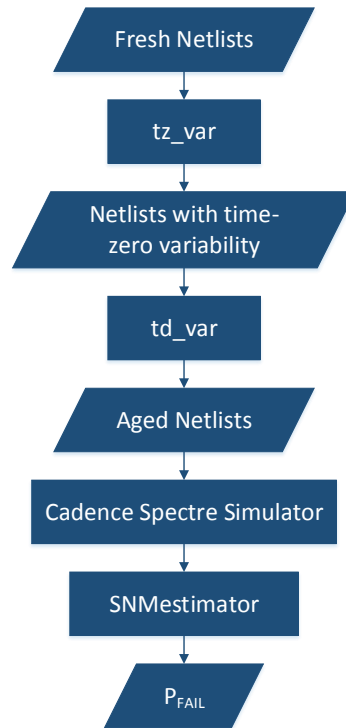 Fresh Netlists
tz_var
Netlists with time-
zero variability
td_var
Aged Netlists
Cadence Spectre Simulator
SNMestimator
PFAIL